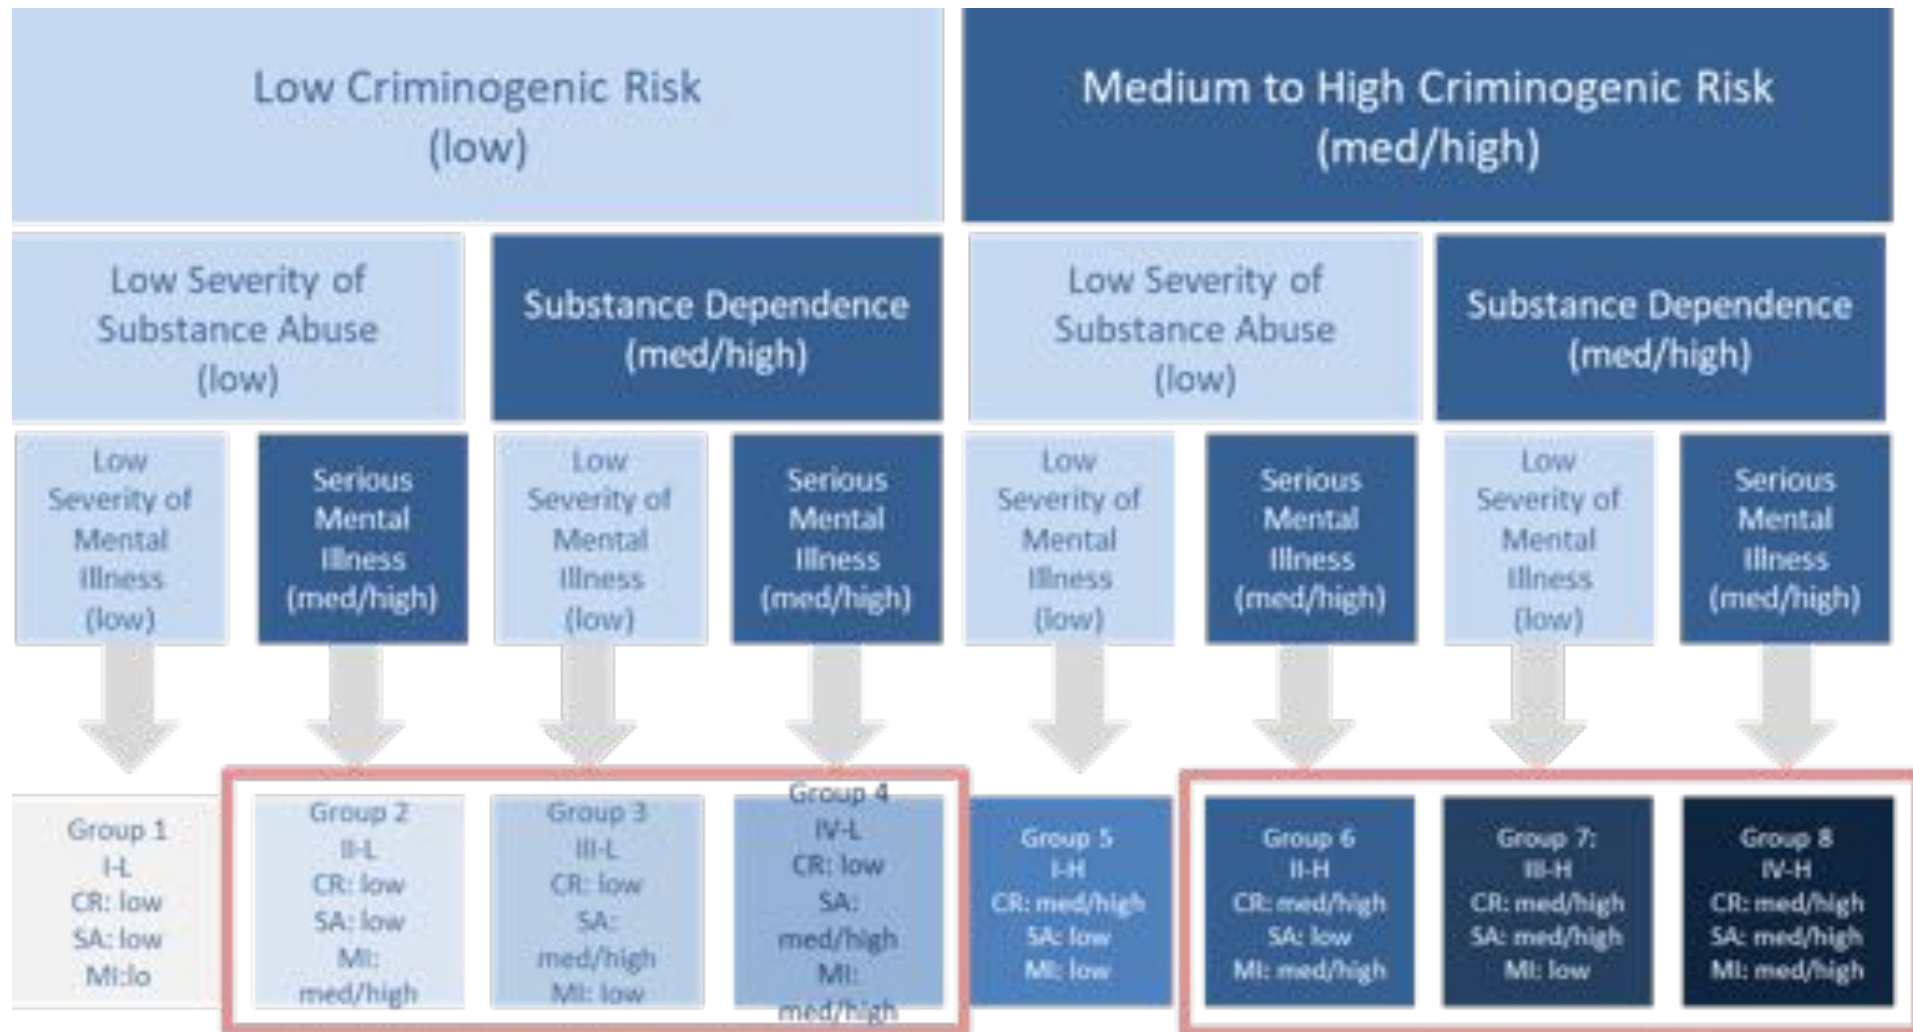 Low Criminogenic Risk
(low)
Medium to High Criminogenic Risk
(med/high)
Low Severity of
Substance Abuse
(low)
Substance Dependence
(med/high)
Low Severity of
Substance Abuse
(low)
Substance Dependence
(med/high)
Low
Severity of
Mental
Illness
(low)
Serious
Mental
Illness
(med/high)
Low
Severity of
Mental
Illness
(low)
Serious
Mental
Illness
(med/high)
Low
Severity of
Mental
Illness
(low)
Serious
Mental
Illness
(med/high)
Low
Severity of
Mental
Illness
(low)
Serious
Mental
Illness
(med/high)
Group 1
I-L
CR: low
SA: low
MI:lo
Group 2
II-L
CR: low
SA: low
MI:
med/high
Group 3
III-L
CR: low
SA:
med/high
MI: low
Group 4
IV-L
CR: low
SA:
med/high
MI:
med/high
Group 5
I-H
CR: med/high
SA: low
MI: low
Group 6
II-H
CR: med/high
SA: low
MI: med/high
Group 7:
III-H
CR: med/high
SA: med/high
MI: low
Group 8
IV-H
CR: med/high
SA: med/high
MI: med/high